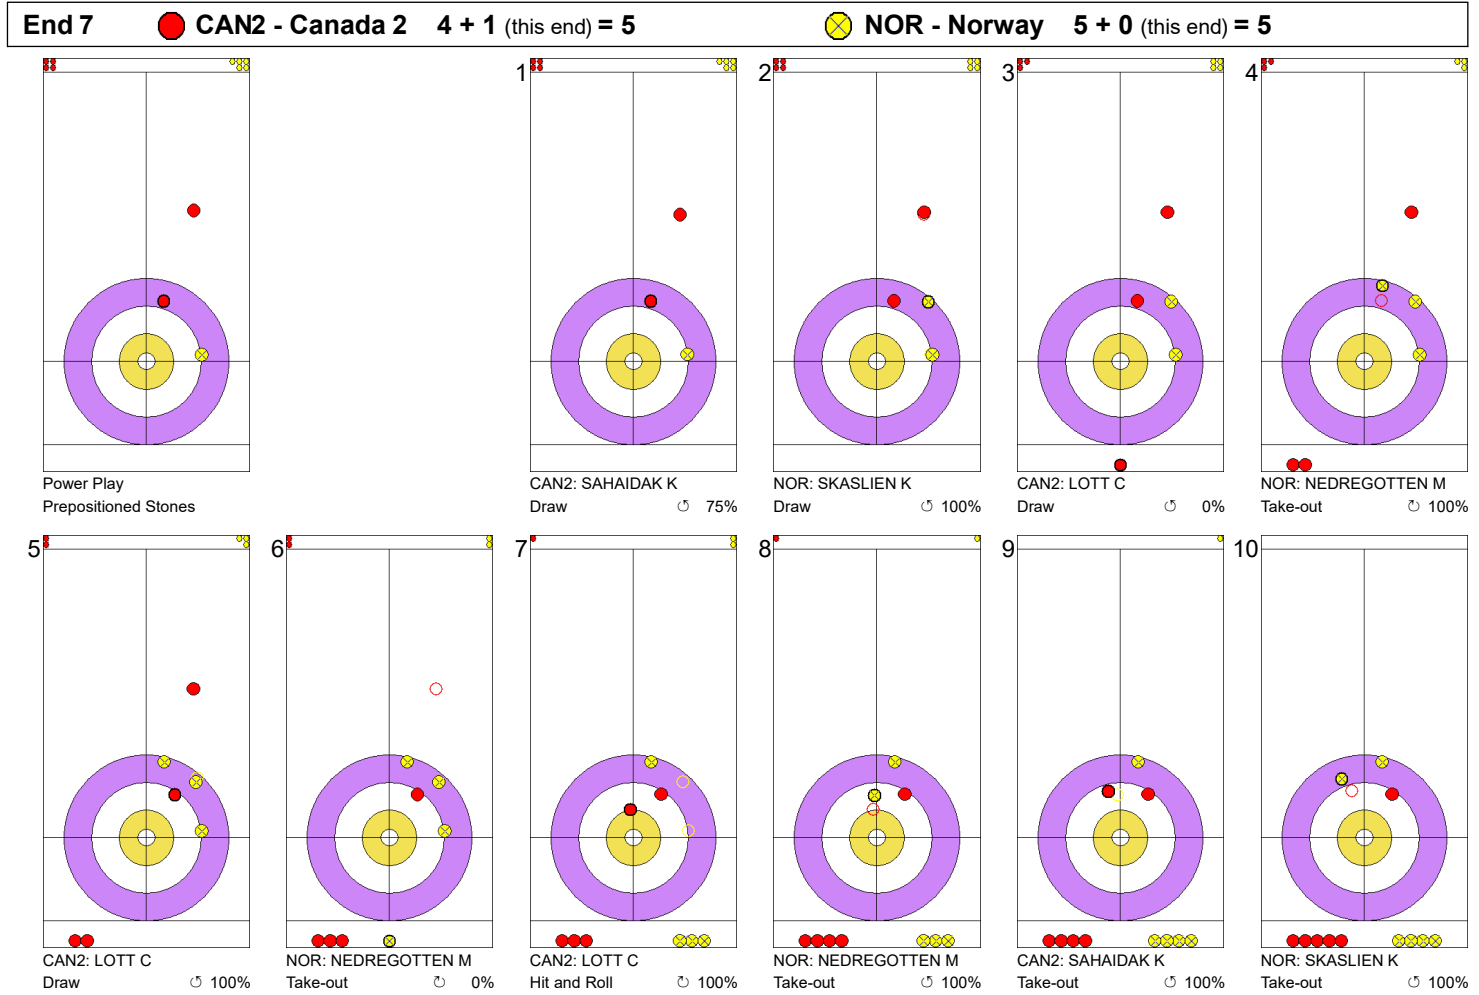 End 7 CAN2 - Canada 2 4 + 1 (this end) = 5 NOR - Norway 5 + 0 (this end) = 5
1 2 3 4
Power Play
Prepositioned Stones
CAN2: SAHAIDAK K
Draw 75%
NOR: SKASLIEN K
Draw 100%
CAN2: LOTT C
Draw 0%
NOR: NEDREGOTTEN M
Take-out 100%
5 6 7 8 9 10
CAN2: LOTT C
Draw 100%
NOR: NEDREGOTTEN M
Take-out 0%
CAN2: LOTT C
Hit and Roll 100%
NOR: NEDREGOTTEN M
Take-out 100%
CAN2: SAHAIDAK K
Take-out 100%
NOR: SKASLIEN K
Take-out 100%